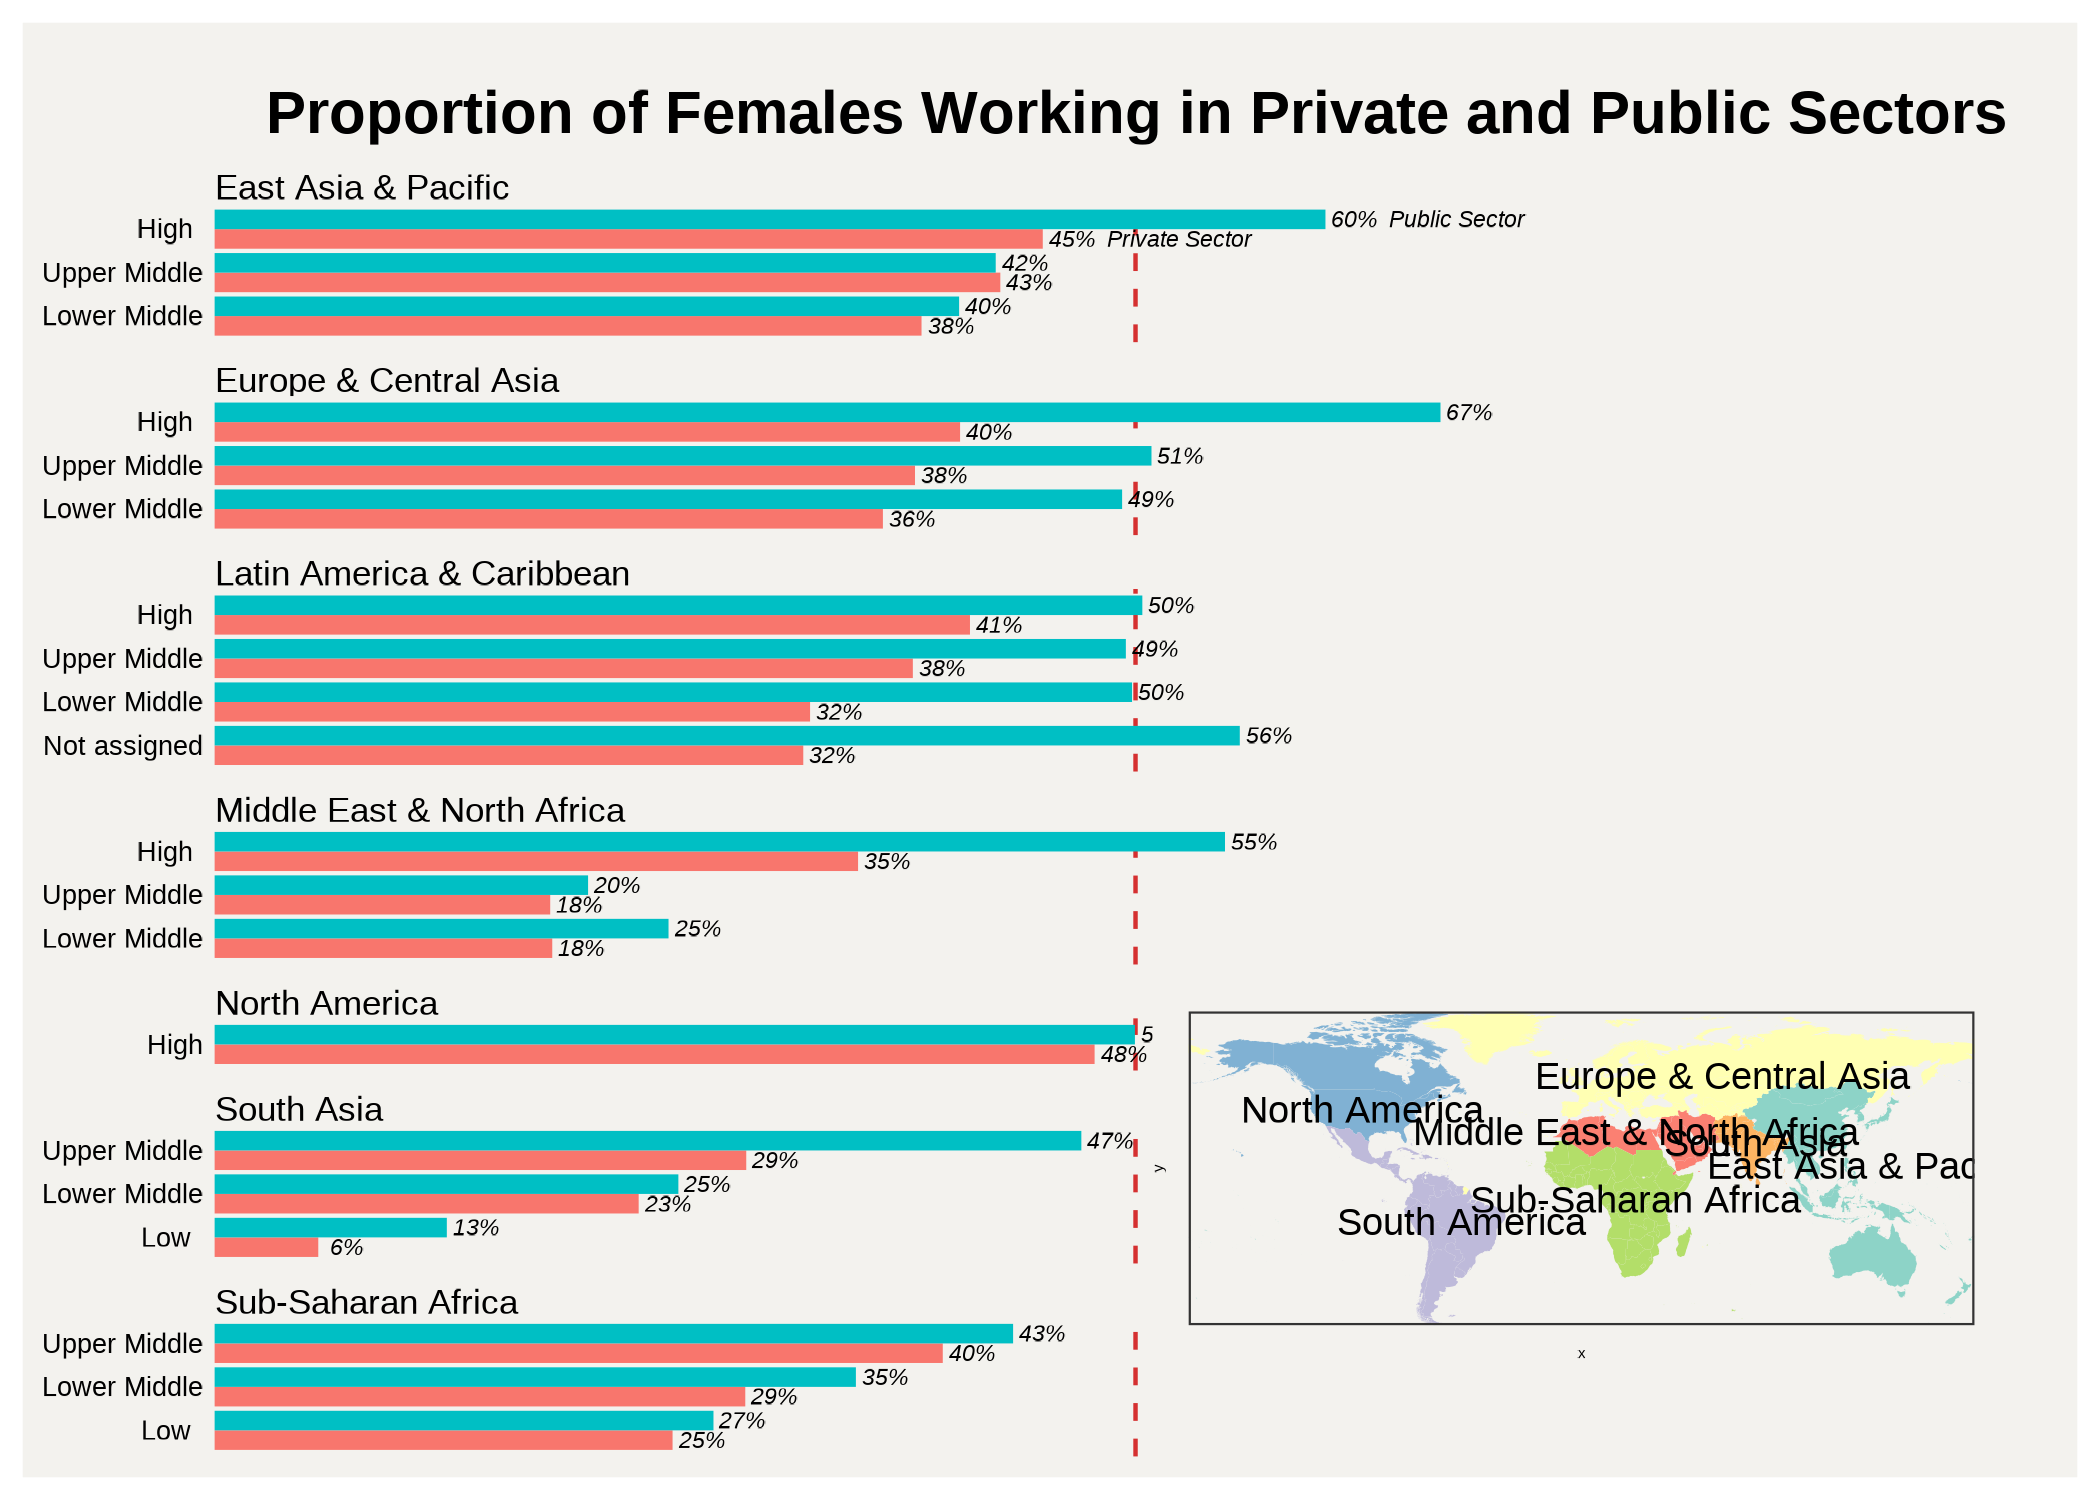 Proportion of Females Working in Private and Public Sectors
East Asia & Pacific
High
60% Public Sector
45% Private Sector
Upper Middle
42%
43%
Lower Middle
40%
38%
Europe & Central Asia
High
67%
40%
Upper Middle
51%
38%
Lower Middle
49%
36%
Latin America & Caribbean
High
50%
41%
Upper Middle
49%
38%
Lower Middle
50%
32%
Not assigned
56%
32%
Middle East & North Africa
High
55%
35%
Upper Middle
20%
18%
Lower Middle
25%
18%
North America
High
5
48%
South Asia
Upper Middle
47%
29%
Lower Middle
25%
23%
Low
13%
6%
Sub-Saharan Africa
Upper Middle
43%
40%
Lower Middle
35%
29%
Low
27%
25%
Europe & Central Asia
North America
Middle East & North Africa
South Asia
East Asia & Pac
Sub-Saharan Africa
South America
y
x